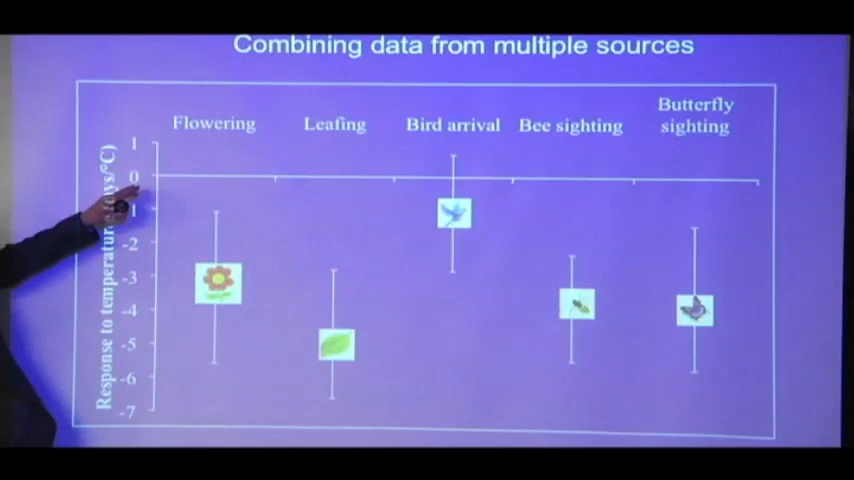 Combining data from multiple sources
Flowering
Leafing
Bird arrival
Bee sighting
Butterfly
sighting
Response to temperature (days/°C)
1
0
-1
-2
-3
-4
-5
-6
-7